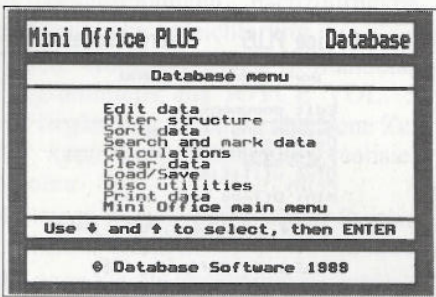 Mini Office PLUS Database
Database menu
Edit data
Alter structure
Sort data
Search and mark data
Calculations
Clear data
Load/Save
Disc utilities
Print data
Mini Office main menu
Use ↓ and ↑ to select, then ENTER
© Database Software 1989